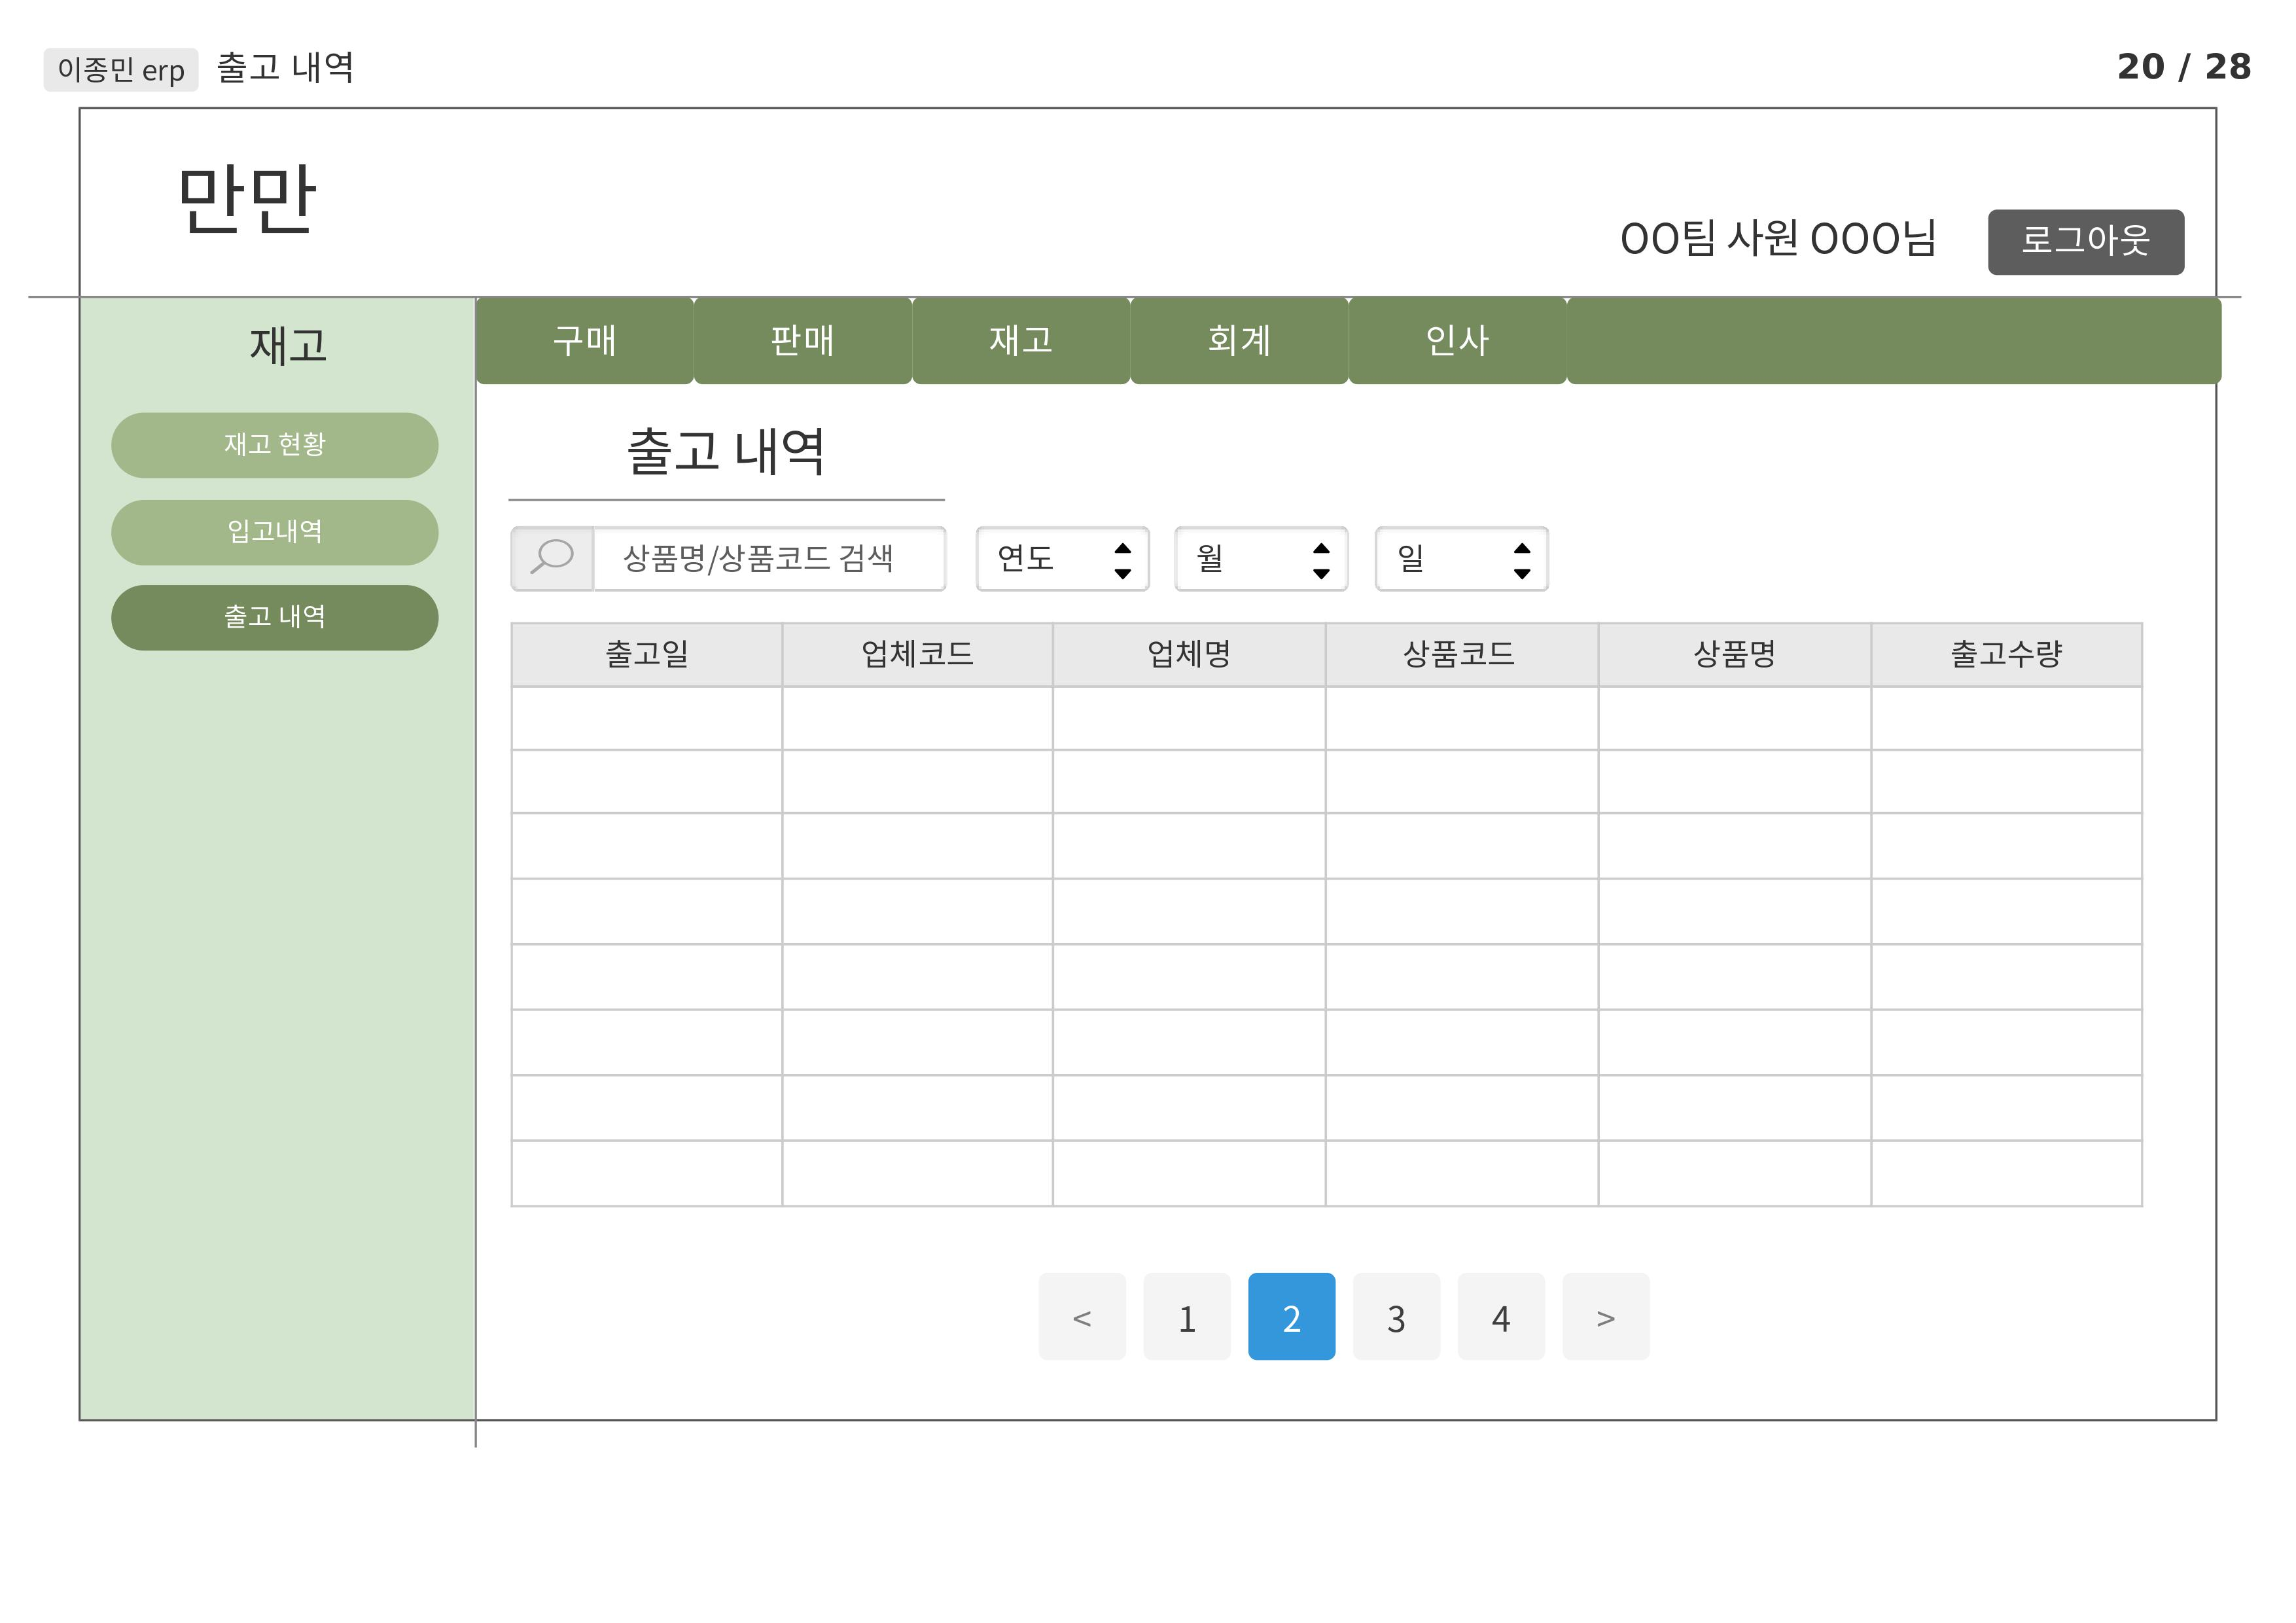 이종민 erp 출고 내역
20 / 28
만만
OO팀 사원 OOO님 로그아웃
재고
구매 판매 재고 회계 인사
재고 현황
입고내역
출고 내역
출고 내역
상품명/상품코드 검색 연도 월 일
출고일 업체코드 업체명 상품코드 상품명 출고수량
< 1 2 3 4 >